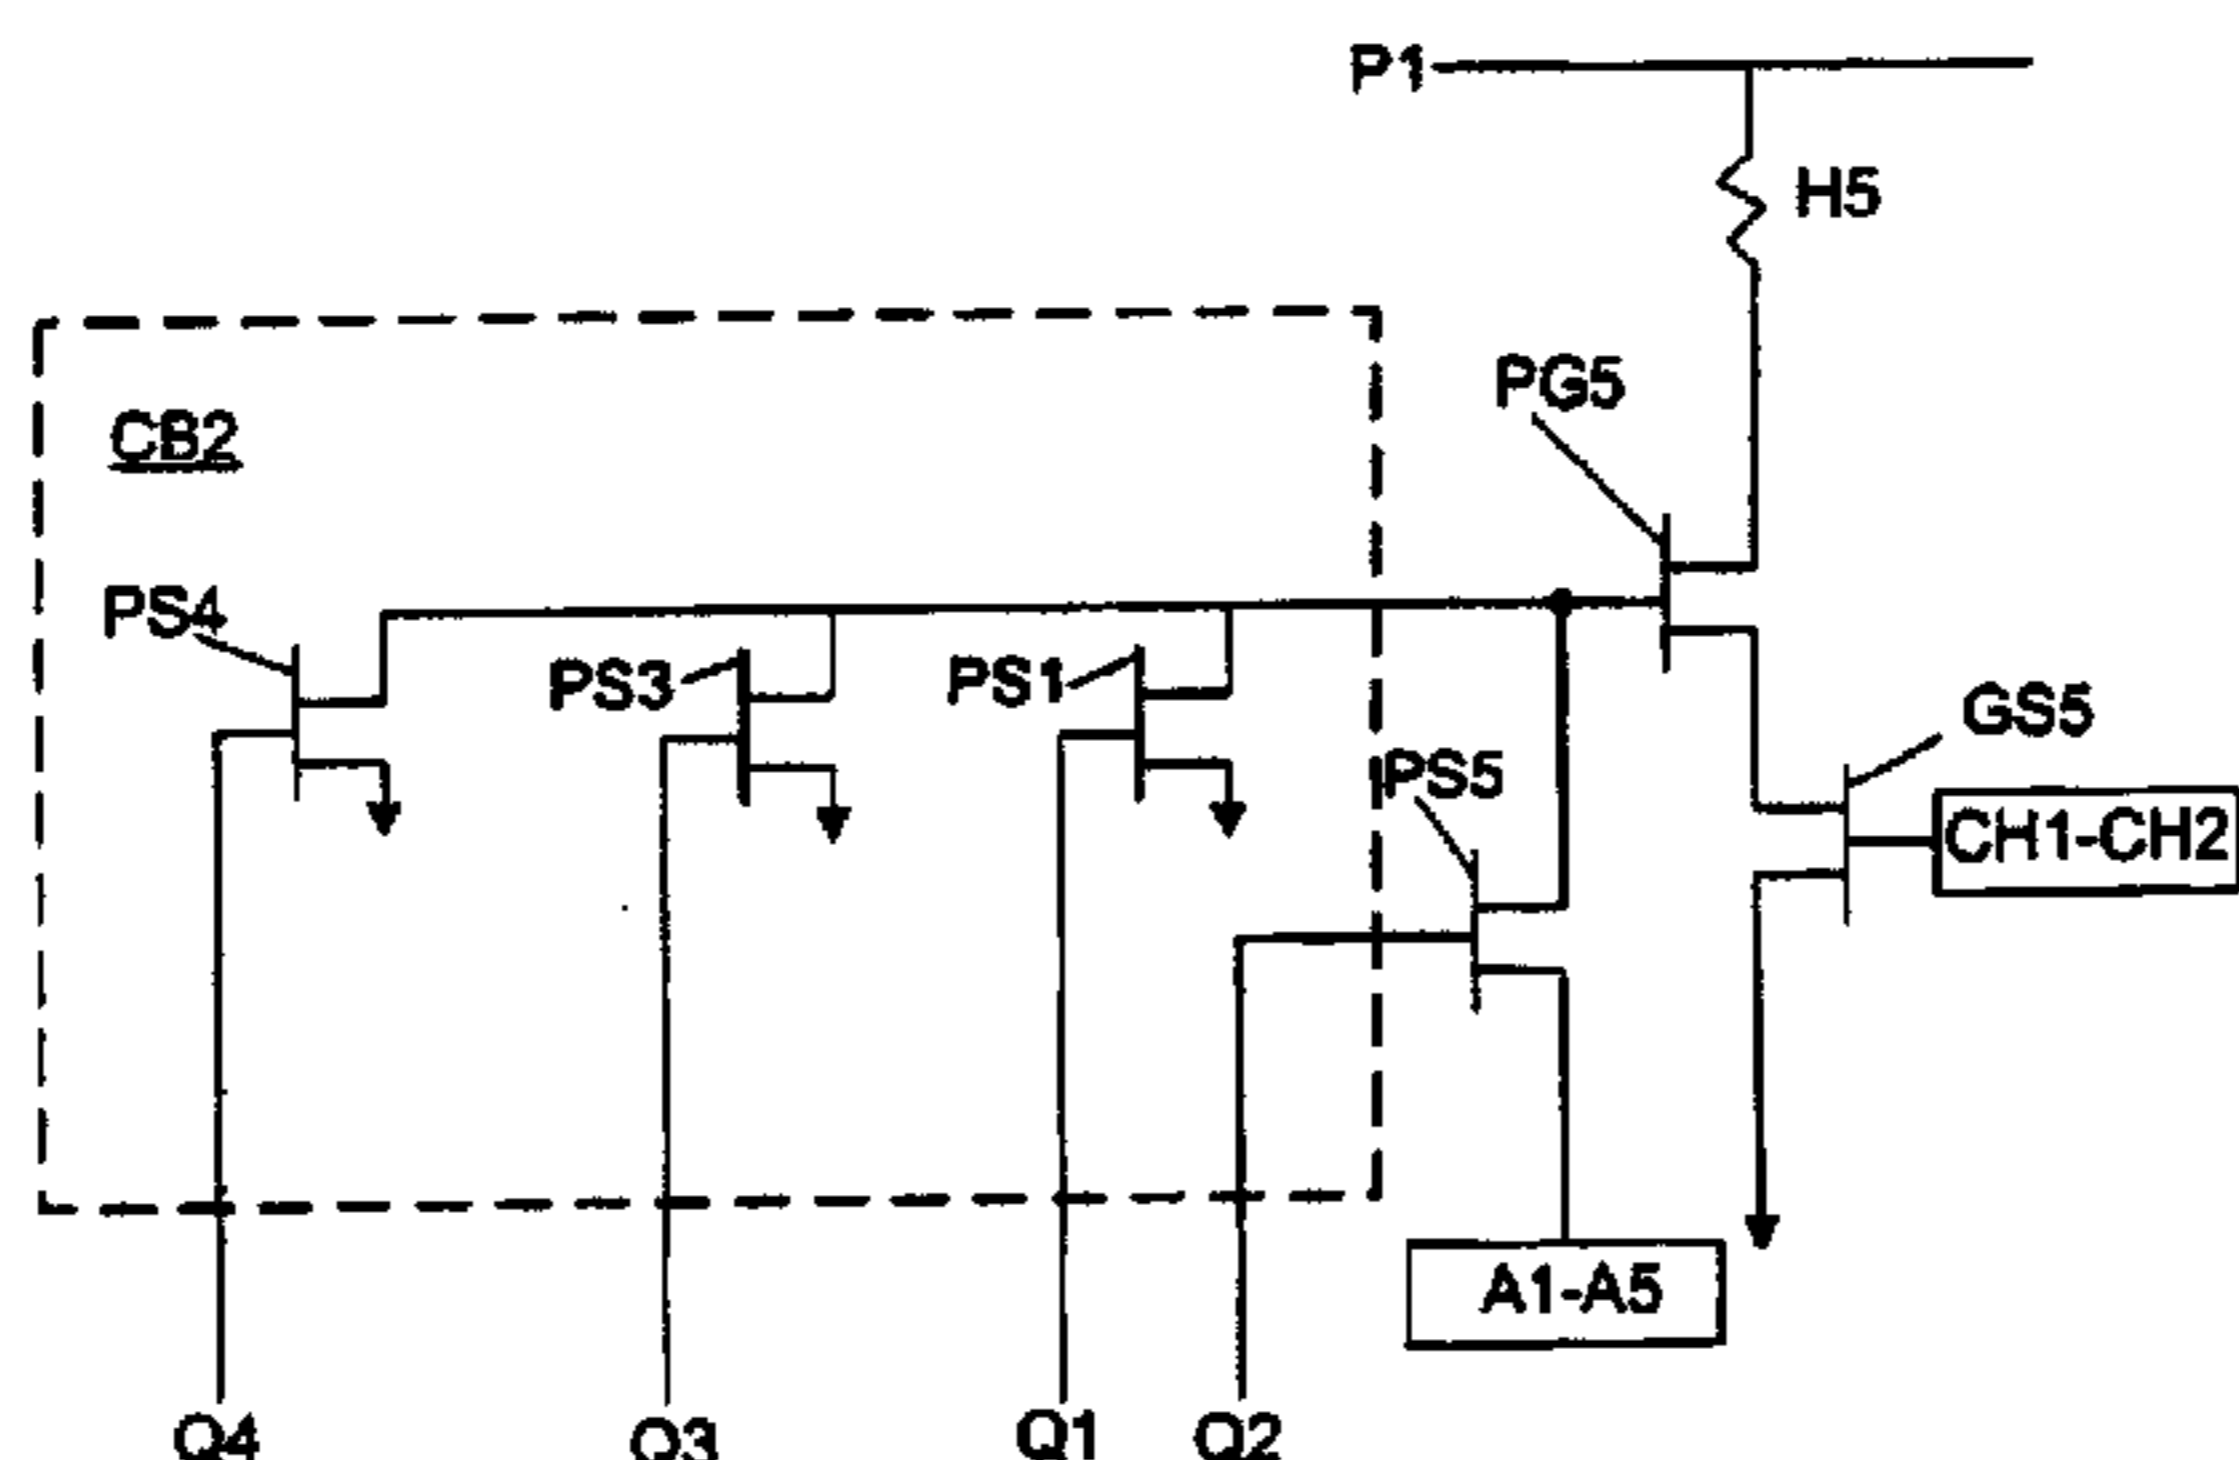 P1
H5
PG5
CB2
PS4
PS3
PS1
GS5
PS5
CH1-CH2
A1-A5
Q4
Q3
Q1
Q2